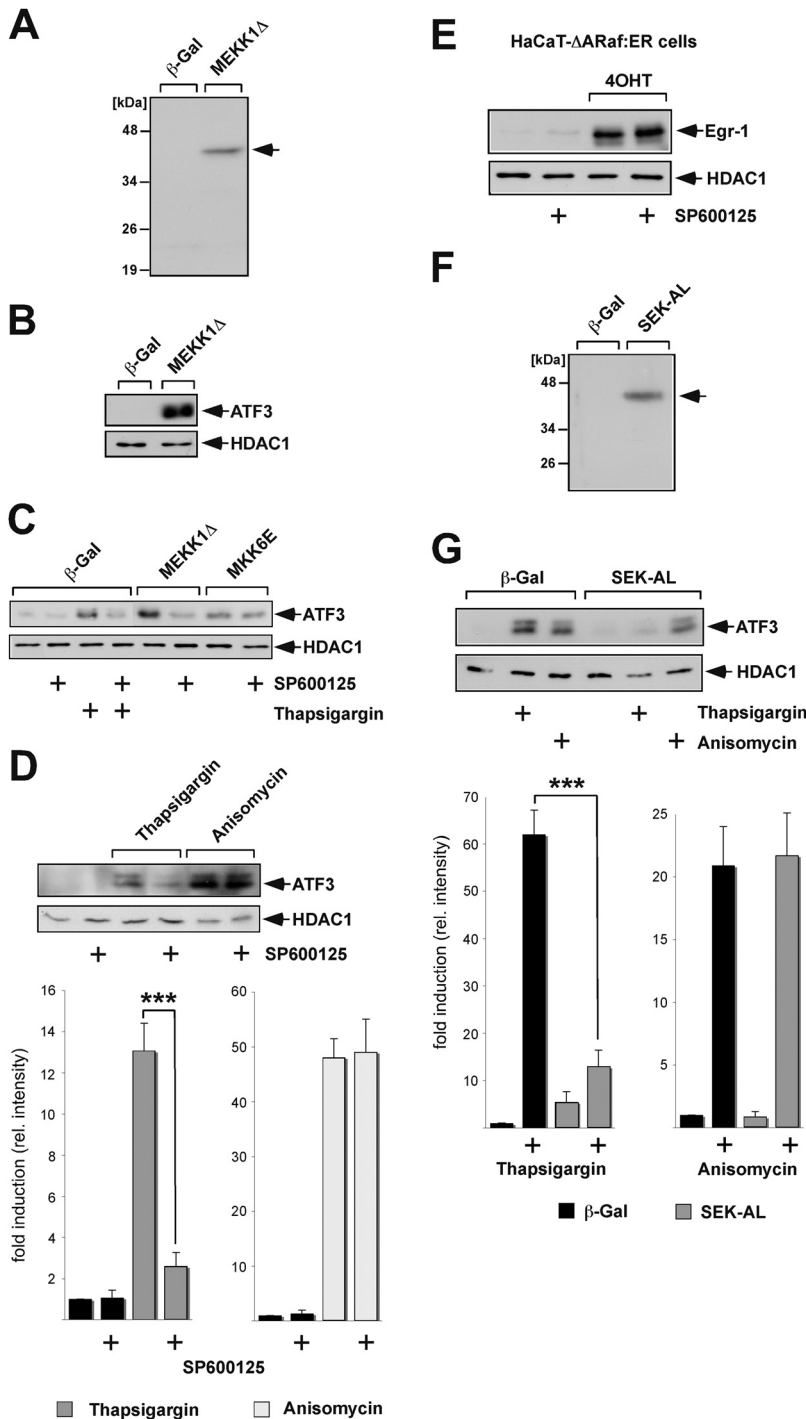 A
β-Gal
MEKK1Δ
[kDa]
48
34
26
19
B
β-Gal
MEKK1Δ
ATF3
HDAC1
C
β-Gal
MEKK1Δ
MKK6E
ATF3
HDAC1
+ + + + SP600125
+ + Thapsigargin
D
Thapsigargin
Anisomycin
ATF3
HDAC1
+ + + SP600125
fold induction (rel. intensity)
16
14
12
10
8
6
4
2
60
50
40
30
20
10
+ + + +
SP600125
Thapsigargin Anisomycin
***
E
HaCaT-ΔARaf:ER cells
4OHT
Egr-1
HDAC1
+ + SP600125
F
β-Gal
SEK-AL
[kDa]
48
34
26
G
β-Gal SEK-AL
ATF3
HDAC1
+ + Thapsigargin
+ + Anisomycin
fold induction (rel. intensity)
70
60
50
40
30
20
10
***
25
20
15
10
5
+ + + +
Thapsigargin Anisomycin
β-Gal SEK-AL